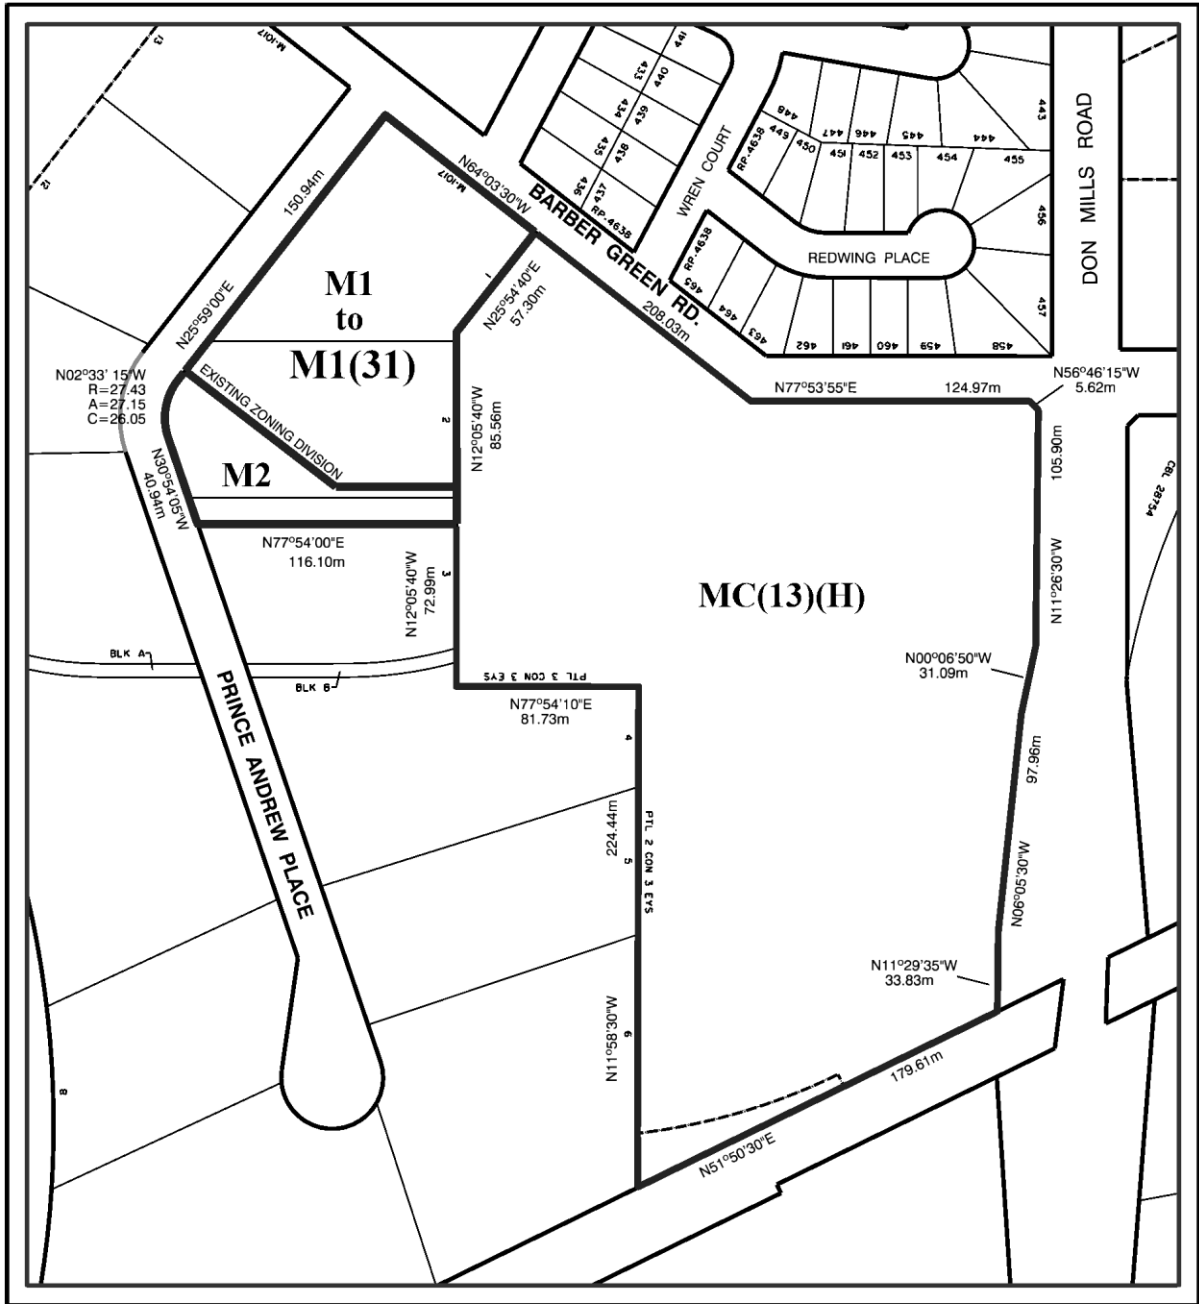 13
M-1017
12
150.94m
N64°03'30"W
M-1017
BARBER GREEN RD.
208.03m
441
433
440
434
439
435
438
436
437
RP.-4638
WREN COURT
448
447
446
445
444
443
RP.-4638
449
450
451
452
453
454
455
456
457
REDWING PLACE
RP.-4638
465
464
463
462
461
460
459
458
DON MILLS ROAD
N25°59'00"E
M1
to
M1(31)
1
N25°54'40"E
57.30m
N02°33' 15"W
R=27.43
A=27.15
C=26.05
EXISTING ZONING DIVISION
2
N12°05'40"W
85.56m
N77°53'55"E
124.97m
N56°46'15"W
5.62m
M2
N30°54'05"W
40.94m
105.90m
CBL 28754
N77°54'00"E
116.10m
N12°05'40"W
72.99m
3
MC(13)(H)
N11°26'30"W
BLK A
BLK B
PTL 3 CON 3 EYS
N77°54'10"E
81.73m
N00°06'50"W
31.09m
PRINCE ANDREW PLACE
4
97.96m
224.44m
5
PTL 2 CON 3 EYS
N06°05'30"W
N11°29'35"W
33.83m
N11°58'30"W
6
8
179.61m
N51°50'30"E